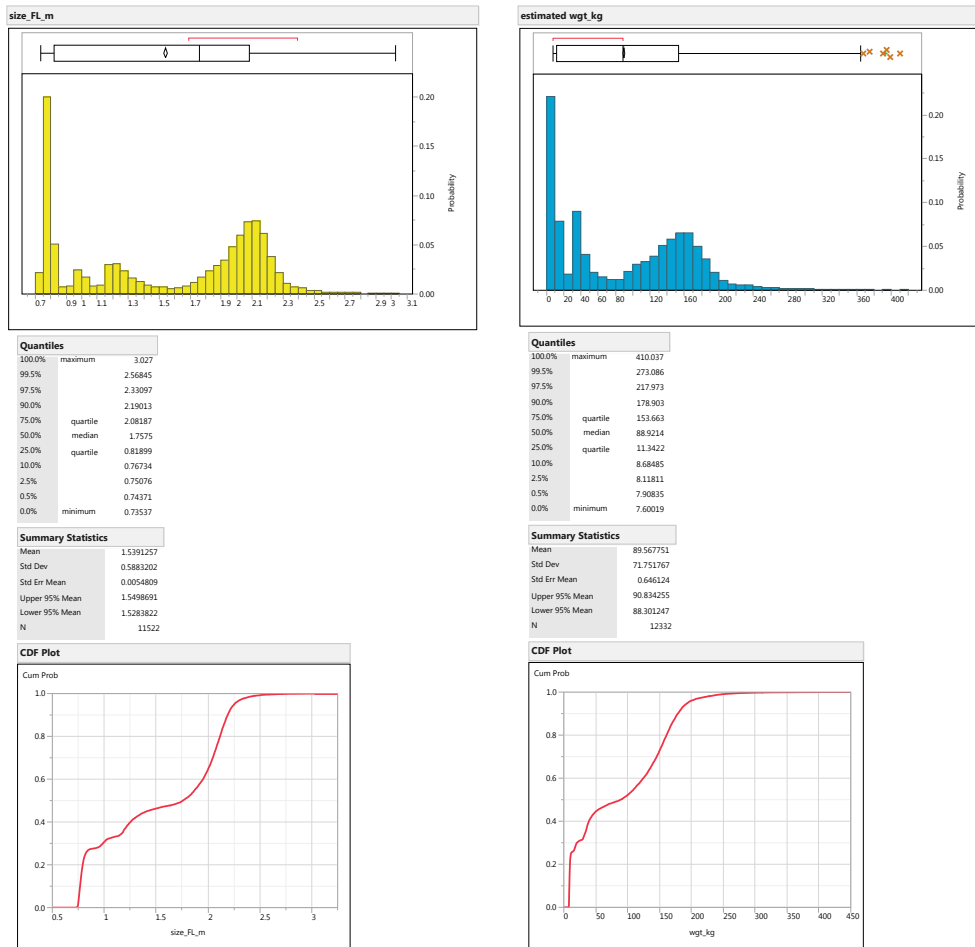 size_FL_m
0.20
0.15
0.10
0.05
0.00
Probability
0.7 0.9 1 1.1 1.3 1.5 1.7 1.9 2 2.1 2.3 2.5 2.7 2.9 3 3.1
Quantiles
100.0% maximum 3.027
99.5% 2.56845
97.5% 2.33097
90.0% 2.19013
75.0% quartile 2.08187
50.0% median 1.7575
25.0% quartile 0.81899
10.0% 0.76734
2.5% 0.75076
0.5% 0.74371
0.0% minimum 0.73537
Summary Statistics
Mean 1.5391257
Std Dev 0.5883202
Std Err Mean 0.0054809
Upper 95% Mean 1.5498691
Lower 95% Mean 1.5283822
N 11522
CDF Plot
Cum Prob
1.0
0.8
0.6
0.4
0.2
0.0
0.5 1 1.5 2 2.5 3
size_FL_m
estimated wgt_kg
0.20
0.15
0.10
0.05
0.00
Probability
0 20 40 60 80 120 160 200 240 280 320 360 400
Quantiles
100.0% maximum 410.037
99.5% 273.086
97.5% 217.973
90.0% 178.903
75.0% quartile 153.663
50.0% median 88.9214
25.0% quartile 11.3422
10.0% 8.68485
2.5% 8.11811
0.5% 7.90835
0.0% minimum 7.60019
Summary Statistics
Mean 89.567751
Std Dev 71.751767
Std Err Mean 0.646124
Upper 95% Mean 90.834255
Lower 95% Mean 88.301247
N 12332
CDF Plot
Cum Prob
1.0
0.8
0.6
0.4
0.2
0.0
0 50 100 150 200 250 300 350 400 450
wgt_kg